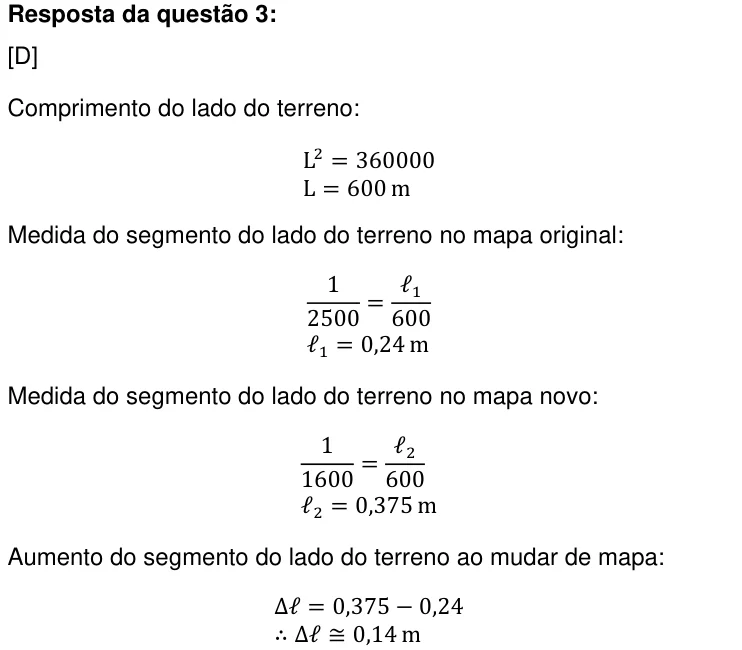 Resposta da questão 3:
[D]
Comprimento do lado do terreno:
L² = 360000
L = 600 m
Medida do segmento do lado do terreno no mapa original:
1/2500 = ℓ₁/600
ℓ₁ = 0,24 m
Medida do segmento do lado do terreno no mapa novo:
1/1600 = ℓ₂/600
ℓ₂ = 0,375 m
Aumento do segmento do lado do terreno ao mudar de mapa:
Δℓ = 0,375 − 0,24
∴ Δℓ ≅ 0,14 m